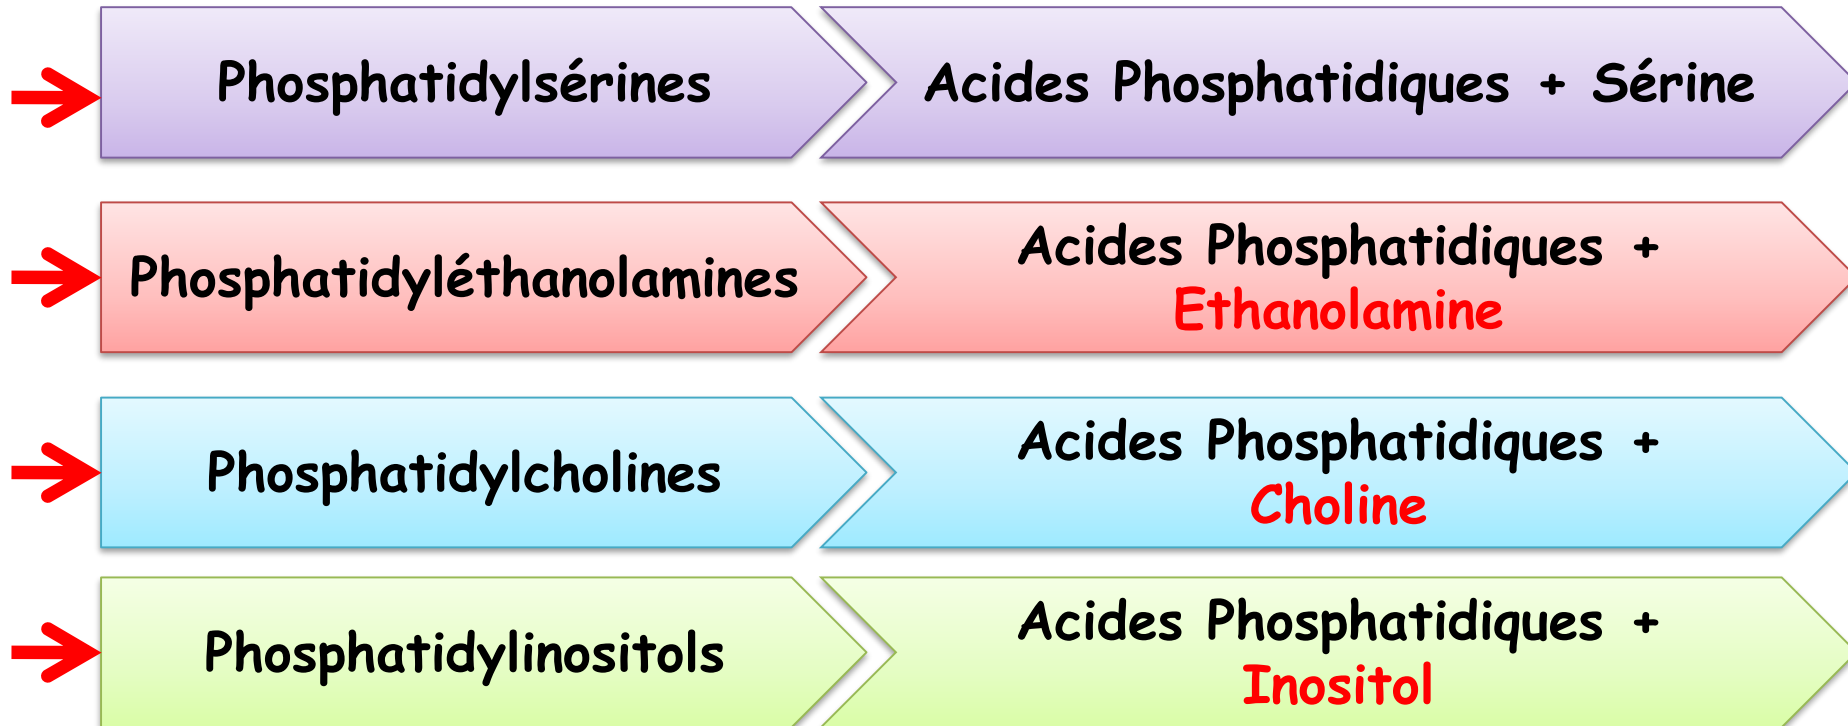 Phosphatidylsérines
Acides Phosphatidiques + Sérine
Phosphatidyléthanolamines
Acides Phosphatidiques +
Ethanolamine
Phosphatidylcholines
Acides Phosphatidiques +
Choline
Phosphatidylinositols
Acides Phosphatidiques +
Inositol